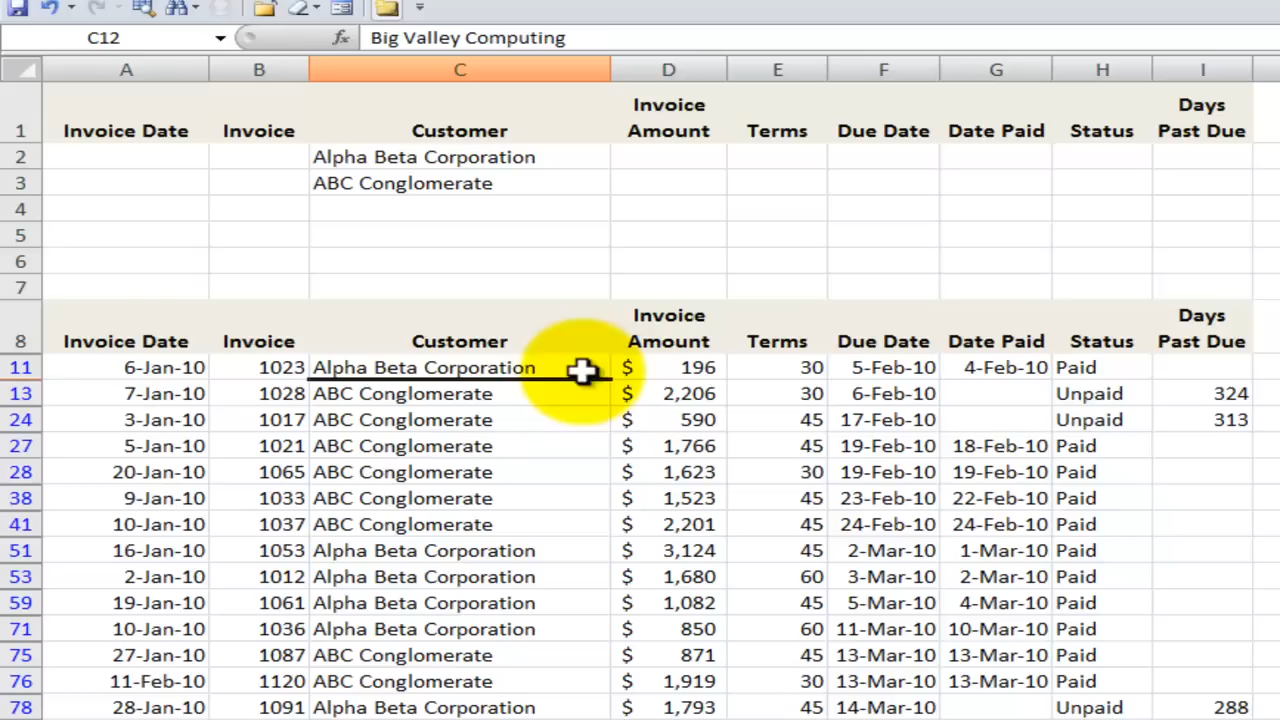 C12 fx Big Valley Computing
A B C D E F G H I
1 Invoice Date Invoice Customer Invoice Amount Terms Due Date Date Paid Status Days Past Due
2 Alpha Beta Corporation
3 ABC Conglomerate
4
5
6
7
8 Invoice Date Invoice Customer Invoice Amount Terms Due Date Date Paid Status Days Past Due
11 6-Jan-10 1023 Alpha Beta Corporation $ 196 30 5-Feb-10 4-Feb-10 Paid
13 7-Jan-10 1028 ABC Conglomerate $ 2,206 30 6-Feb-10 Unpaid 324
24 3-Jan-10 1017 ABC Conglomerate $ 590 45 17-Feb-10 Unpaid 313
27 5-Jan-10 1021 ABC Conglomerate $ 1,766 45 19-Feb-10 18-Feb-10 Paid
28 20-Jan-10 1065 ABC Conglomerate $ 1,623 30 19-Feb-10 19-Feb-10 Paid
38 9-Jan-10 1033 ABC Conglomerate $ 1,523 45 23-Feb-10 22-Feb-10 Paid
41 10-Jan-10 1037 ABC Conglomerate $ 2,201 45 24-Feb-10 24-Feb-10 Paid
51 16-Jan-10 1053 Alpha Beta Corporation $ 3,124 45 2-Mar-10 1-Mar-10 Paid
53 2-Jan-10 1012 Alpha Beta Corporation $ 1,680 60 3-Mar-10 2-Mar-10 Paid
59 19-Jan-10 1061 Alpha Beta Corporation $ 1,082 45 5-Mar-10 4-Mar-10 Paid
71 10-Jan-10 1036 Alpha Beta Corporation $ 850 60 11-Mar-10 10-Mar-10 Paid
75 27-Jan-10 1087 ABC Conglomerate $ 871 45 13-Mar-10 13-Mar-10 Paid
76 11-Feb-10 1120 ABC Conglomerate $ 1,919 30 13-Mar-10 13-Mar-10 Paid
78 28-Jan-10 1091 Alpha Beta Corporation $ 1,793 45 14-Mar-10 Unpaid 288